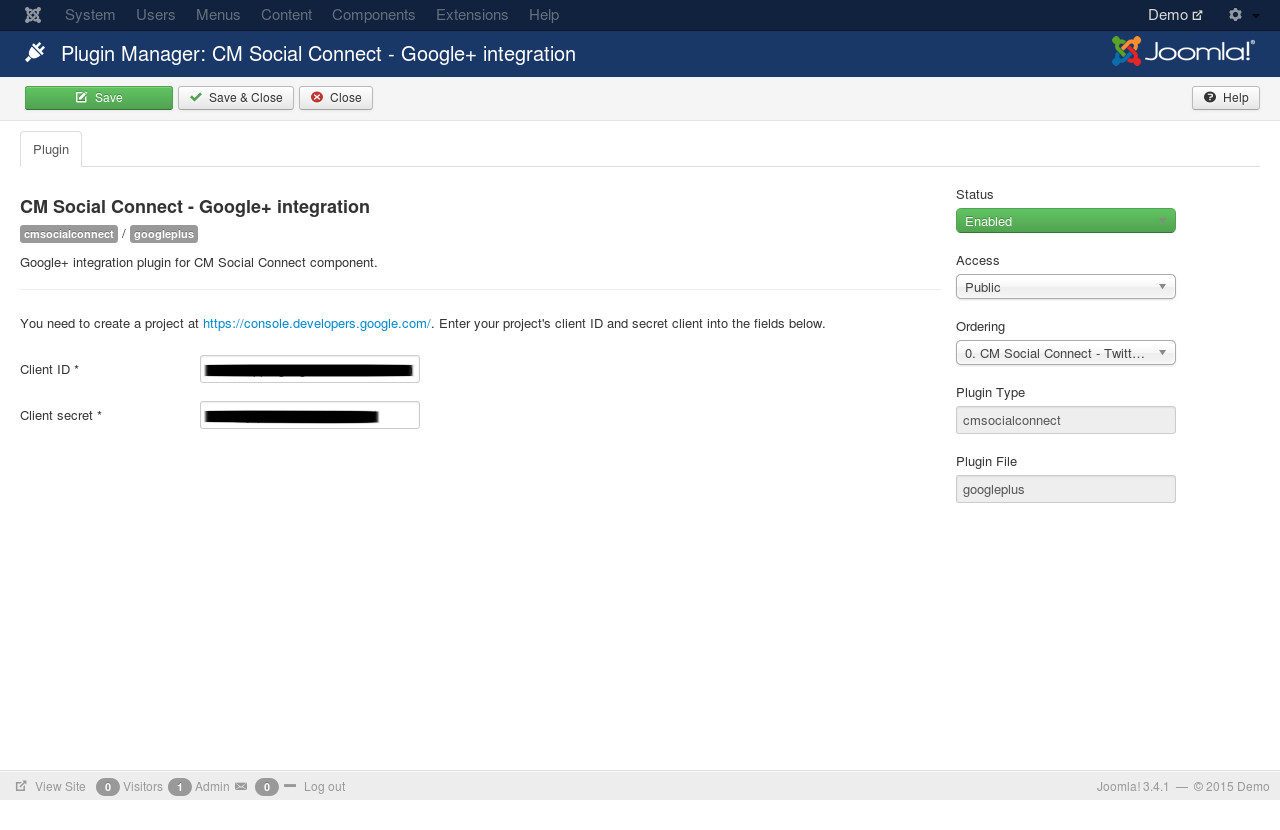 System Users Menus Content Components Extensions Help Demo
Plugin Manager: CM Social Connect - Google+ integration Joomla!®
Save Save & Close Close Help
Plugin
CM Social Connect - Google+ integration
cmsocialconnect / googleplus
Google+ integration plugin for CM Social Connect component.
You need to create a project at https://console.developers.google.com/. Enter your project's client ID and secret client into the fields below.
Client ID *
Client secret *
Status
Enabled
Access
Public
Ordering
0. CM Social Connect - Twitt…
Plugin Type
cmsocialconnect
Plugin File
googleplus
View Site 0 Visitors 1 Admin 0 Log out Joomla! 3.4.1 — © 2015 Demo